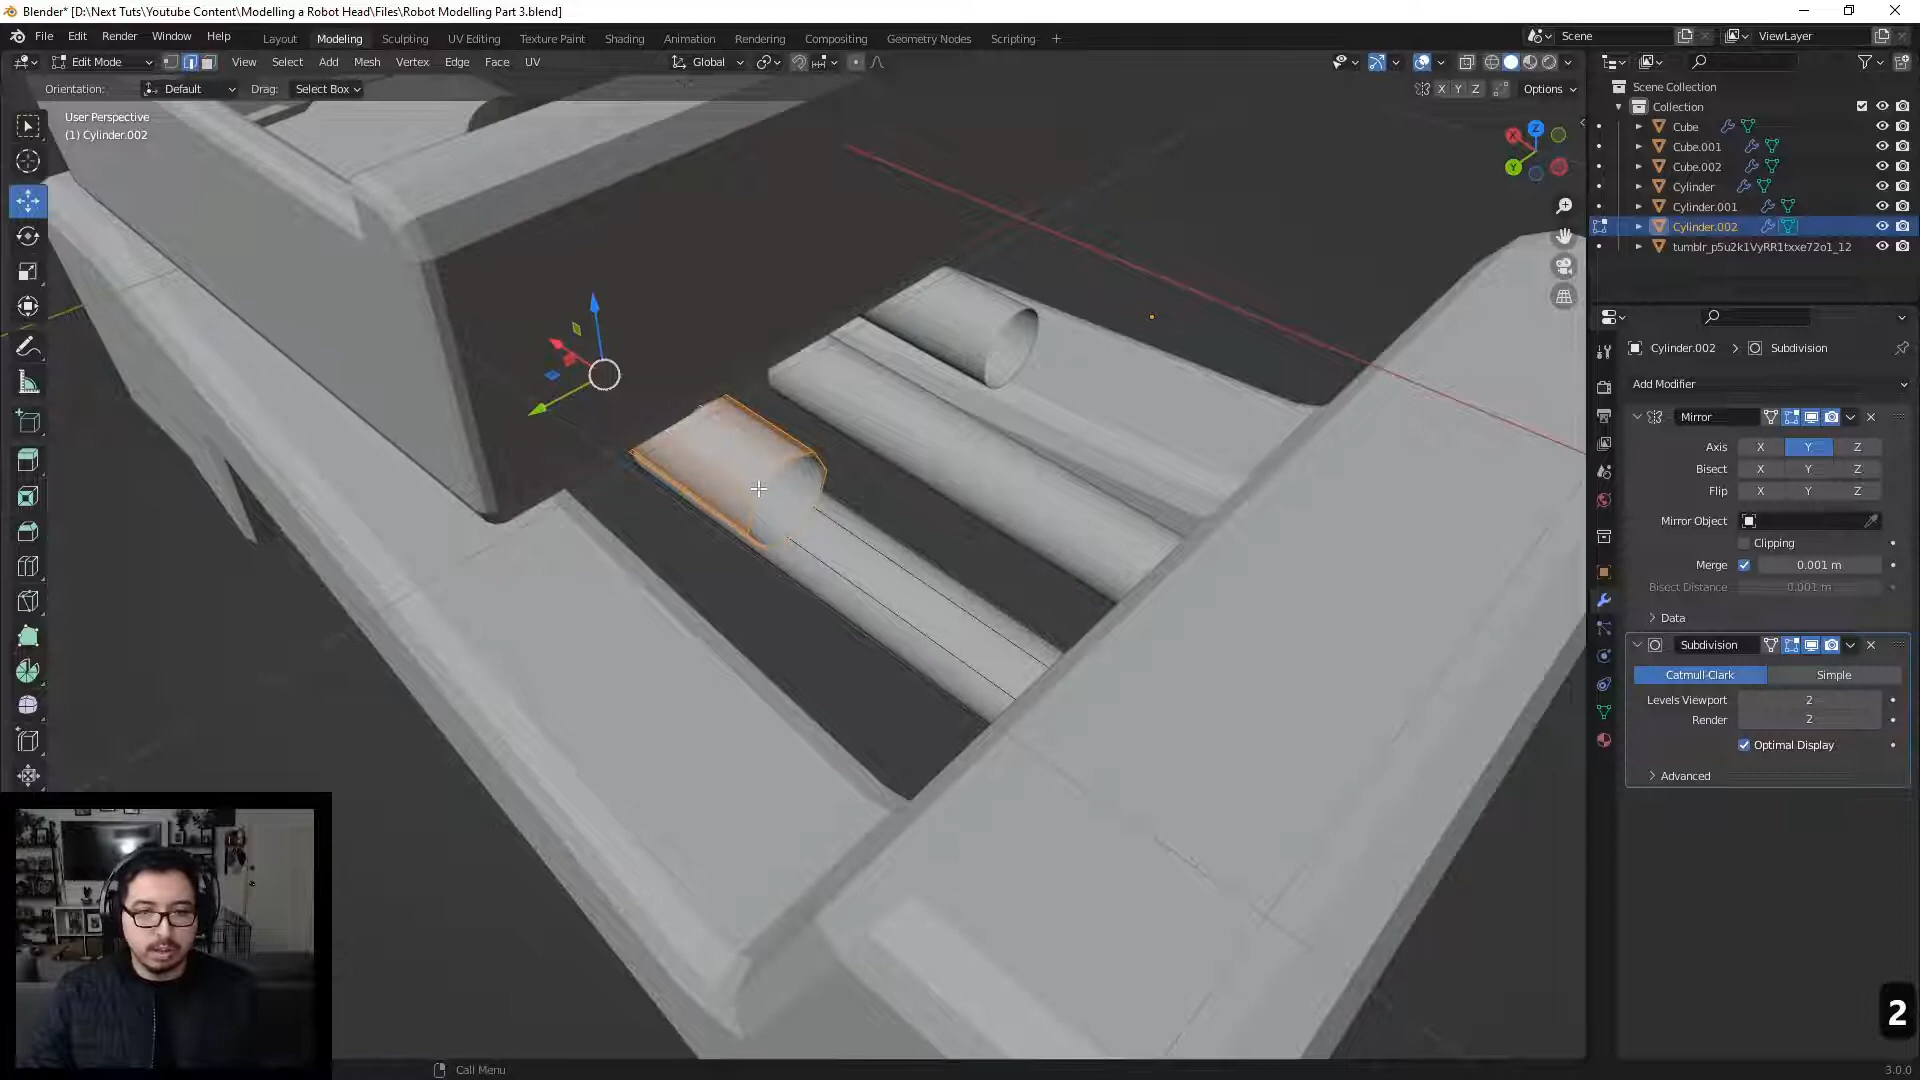 Blender* [D:\Next Tuts\Youtube Content\Modelling a Robot Head\Files\Robot Modelling Part 3.blend]
File Edit Render Window Help
Layout Modeling Sculpting UV Editing Texture Paint Shading Animation Rendering Compositing Geometry Nodes Scripting +
Scene ViewLayer
Edit Mode View Select Add Mesh Vertex Edge Face UV Global
Orientation: Default Drag: Select Box X Y Z Options
User Perspective
(1) Cylinder.002
Z
X
Y
Scene Collection
Collection
Cube
Cube.001
Cube.002
Cylinder
Cylinder.001
Cylinder.002
tumblr_p5u2k1VyRR1txxe72o1_12
Cylinder.002 > Subdivision
Add Modifier
Mirror
Axis X Y Z
Bisect X Y Z
Flip X Y Z
Mirror Object
Clipping
Merge 0.001 m
Bisect Distance 0.001 m
Data
Subdivision
Catmull-Clark Simple
Levels Viewport 2
Render 2
Optimal Display
Advanced
2
Call Menu
3.0.0